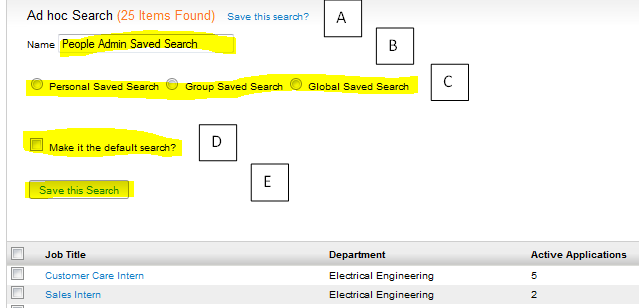 Ad hoc Search (25 Items Found) Save this search? A
Name People Admin Saved Search B
Personal Saved Search Group Saved Search Global Saved Search C
Make it the default search? D
Save this Search E
Job Title Department Active Applications
Customer Care Intern Electrical Engineering 5
Sales Intern Electrical Engineering 2